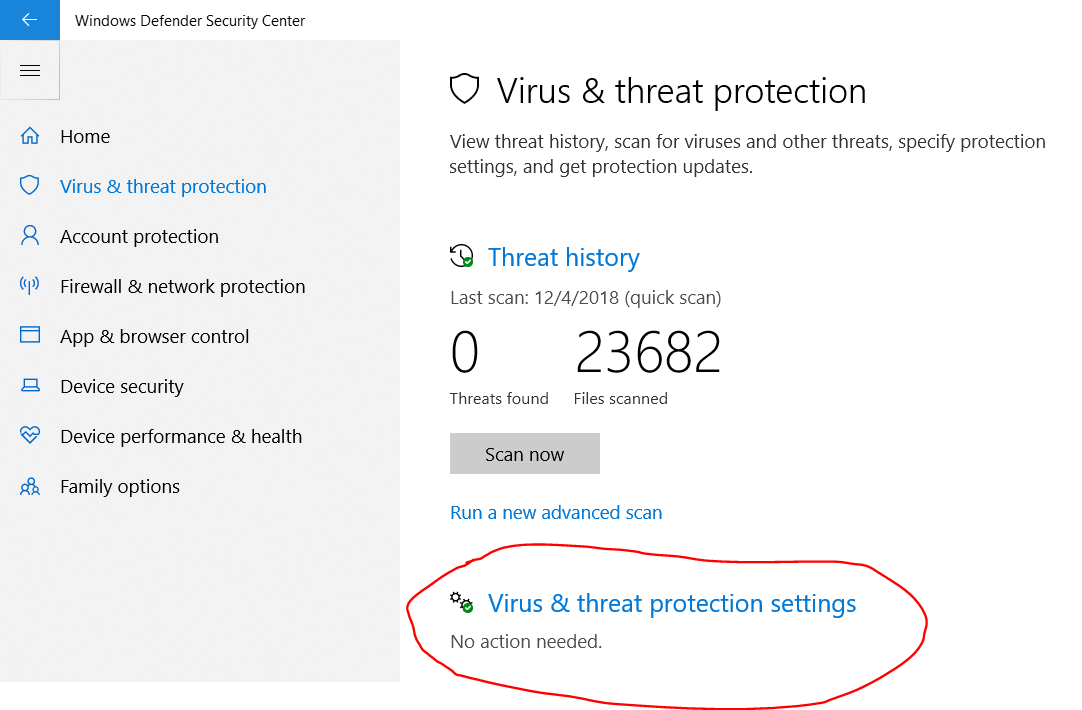 Windows Defender Security Center
Home
Virus & threat protection
Account protection
Firewall & network protection
App & browser control
Device security
Device performance & health
Family options
Virus & threat protection
View threat history, scan for viruses and other threats, specify protection
settings, and get protection updates.
Threat history
Last scan: 12/4/2018 (quick scan)
0 23682
Threats found Files scanned
Scan now
Run a new advanced scan
Virus & threat protection settings
No action needed.